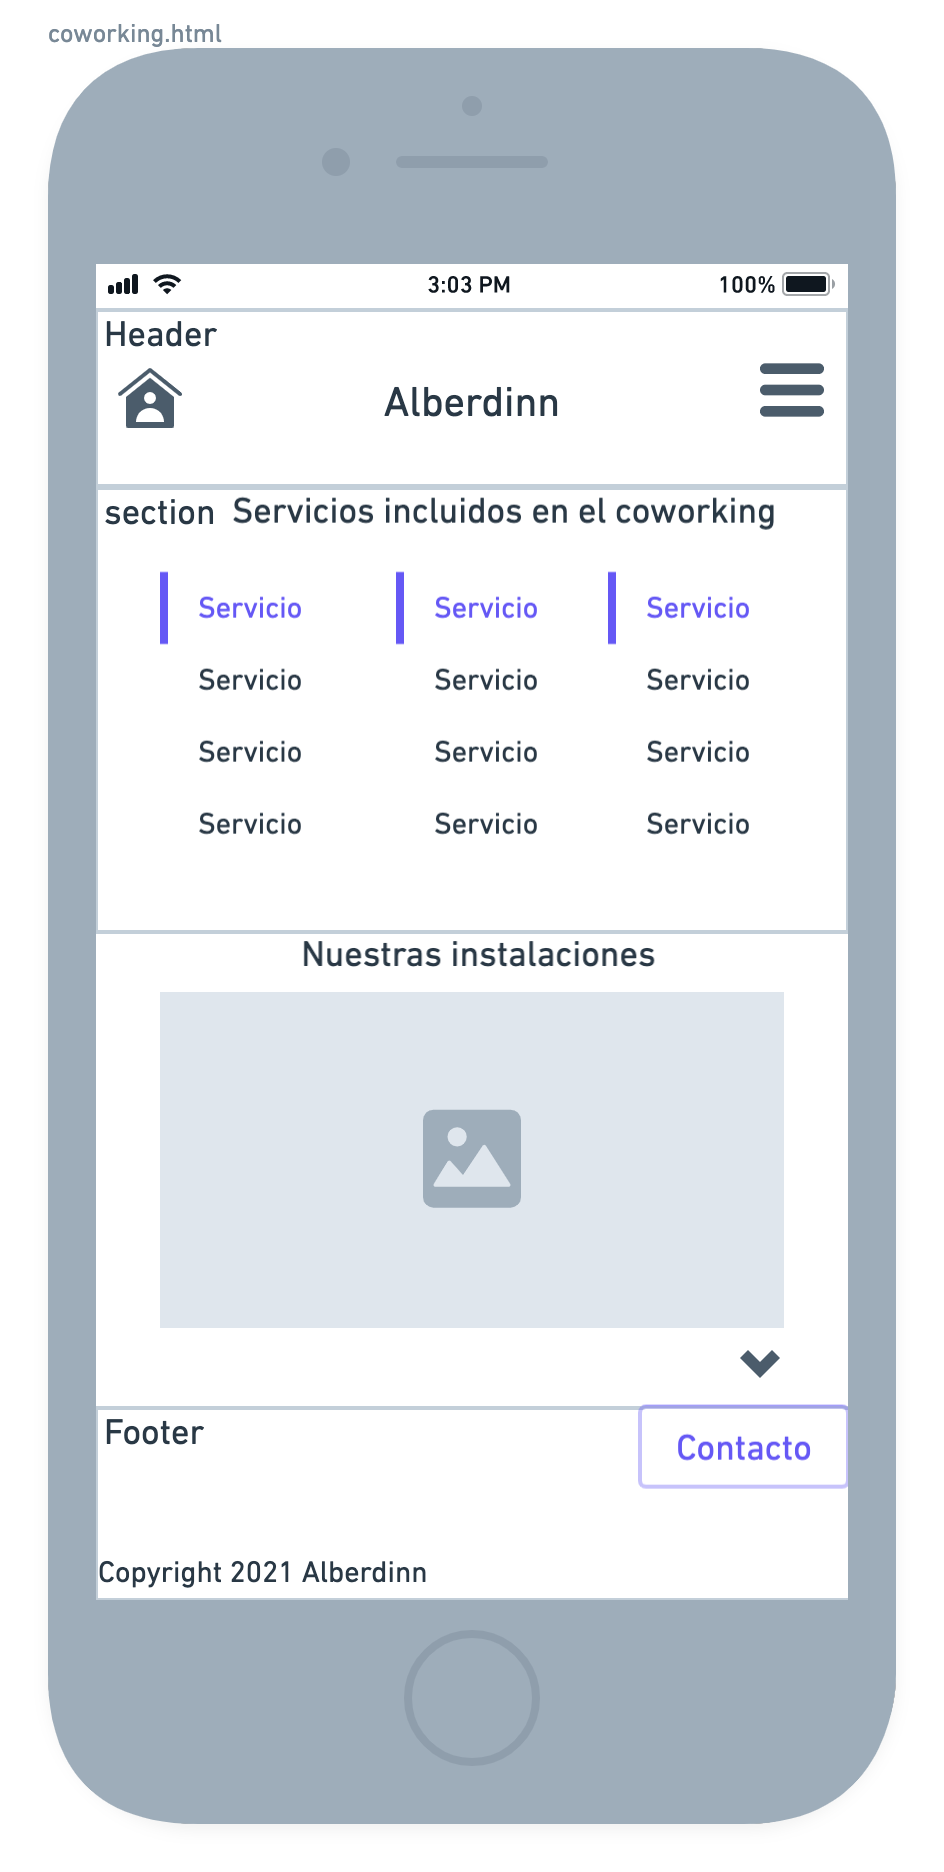 coworking.html
3:03 PM 100%
Header
Alberdinn
section Servicios incluidos en el coworking
Servicio Servicio Servicio
Servicio Servicio Servicio
Servicio Servicio Servicio
Servicio Servicio Servicio
Nuestras instalaciones
Footer
Contacto
Copyright 2021 Alberdinn